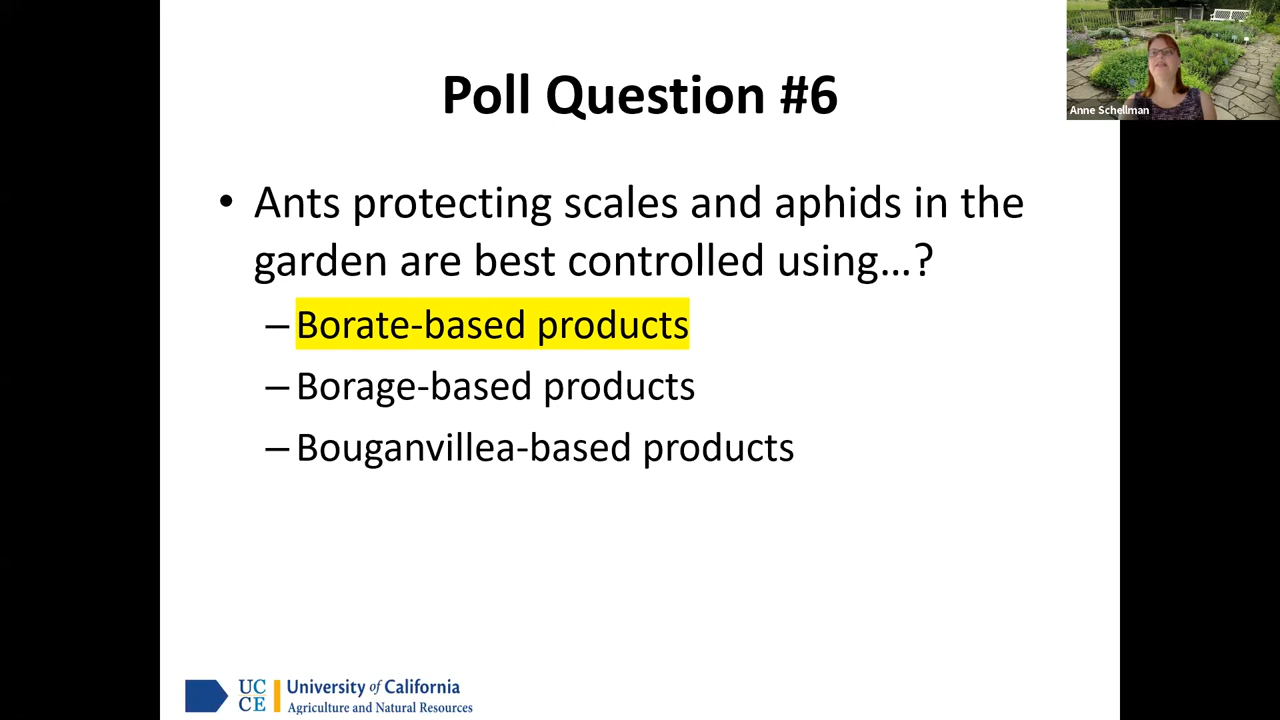 Poll Question #6
Anne Schellman
• Ants protecting scales and aphids in the
garden are best controlled using...?
– Borate-based products
– Borage-based products
– Bouganvillea-based products
UC
CE
University of California
Agriculture and Natural Resources